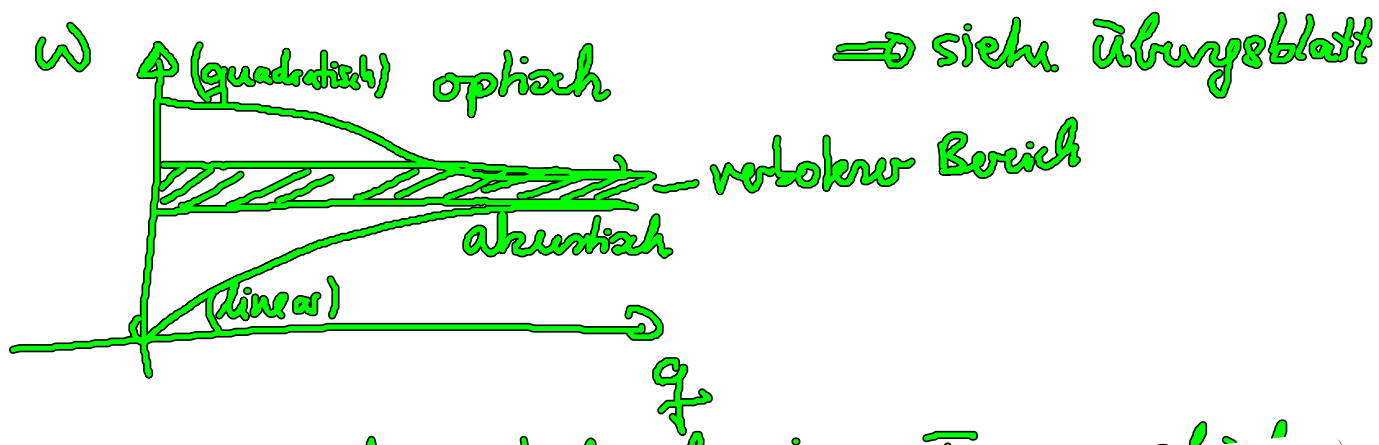 ω (quadratisch) optisch ⇒ siehe Übungsblatt
verbotener Bereich
akustisch
(linear)
q